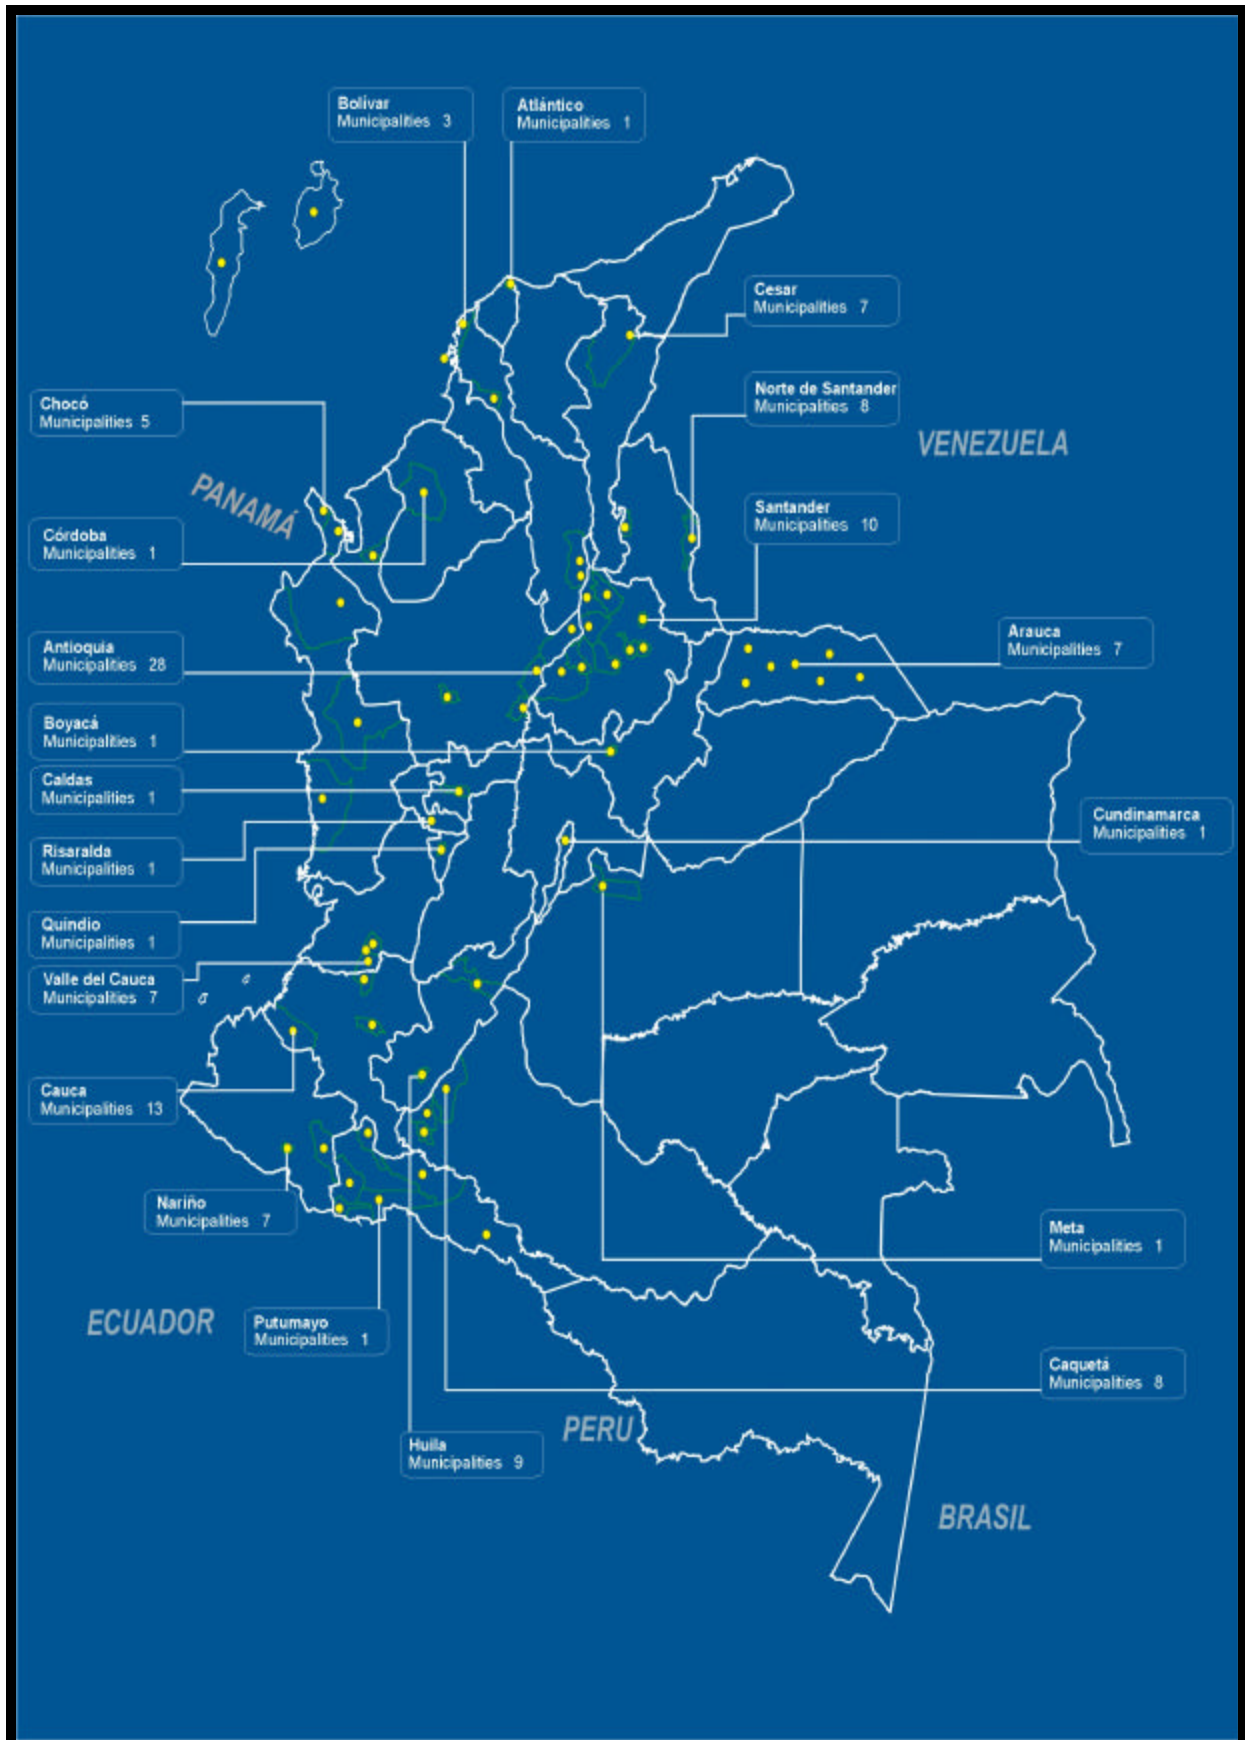 Bolívar
Municipalities 3
Atlántico
Municipalities 1
Cesar
Municipalities 7
Chocó
Municipalities 5
Norte de Santander
Municipalities 8
VENEZUELA
PANAMÁ
Santander
Municipalities 10
Córdoba
Municipalities 1
Arauca
Municipalities 7
Antioquia
Municipalities 28
Boyacá
Municipalities 1
Caldas
Municipalities 1
Cundinamarca
Municipalities 1
Risaralda
Municipalities 1
Quindio
Municipalities 1
Valle del Cauca
Municipalities 7
Cauca
Municipalities 13
Nariño
Municipalities 7
Meta
Municipalities 1
ECUADOR
Putumayo
Municipalities 1
Caquetá
Municipalities 8
PERU
Huila
Municipalities 9
BRASIL